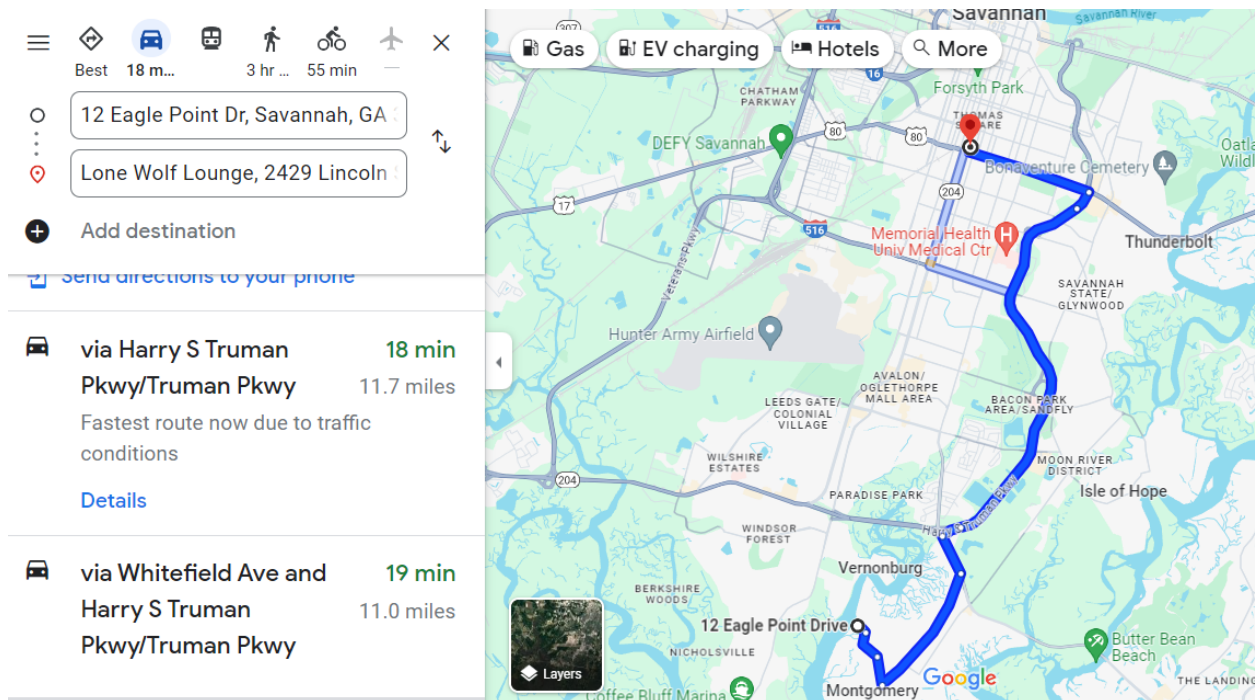 Best
18 m...
3 hr ...
55 min
12 Eagle Point Dr, Savannah, GA
Lone Wolf Lounge, 2429 Lincoln
Add destination
Send directions to your phone
via Harry S Truman
Pkwy/Truman Pkwy
18 min
11.7 miles
Fastest route now due to traffic
conditions
Details
via Whitefield Ave and
Harry S Truman
Pkwy/Truman Pkwy
19 min
11.0 miles
Gas
EV charging
Hotels
More
Savannah
Savannah River
307
516
16
CHATHAM
PARKWAY
Forsyth Park
THOMAS
SQUARE
DEFY Savannah
80
80
Bonaventure Cemetery
17
204
516
Memorial Health
Univ Medical Ctr
Thunderbolt
Veterans Pkwy
SAVANNAH
STATE/
GLYNWOOD
Hunter Army Airfield
AVALON/
OGLETHORPE
MALL AREA
LEEDS GATE/
COLONIAL
VILLAGE
BACON PARK
AREA/SANDFLY
WILSHIRE
ESTATES
MOON RIVER
DISTRICT
204
PARADISE PARK
Isle of Hope
Harry S Truman Pkwy
WINDSOR
FOREST
Vernonburg
BERKSHIRE
WOODS
12 Eagle Point Drive
NICHOLSVILLE
Butter Bean
Beach
Layers
Google
Montgomery
THE LANDIN
Coffee Bluff Marina